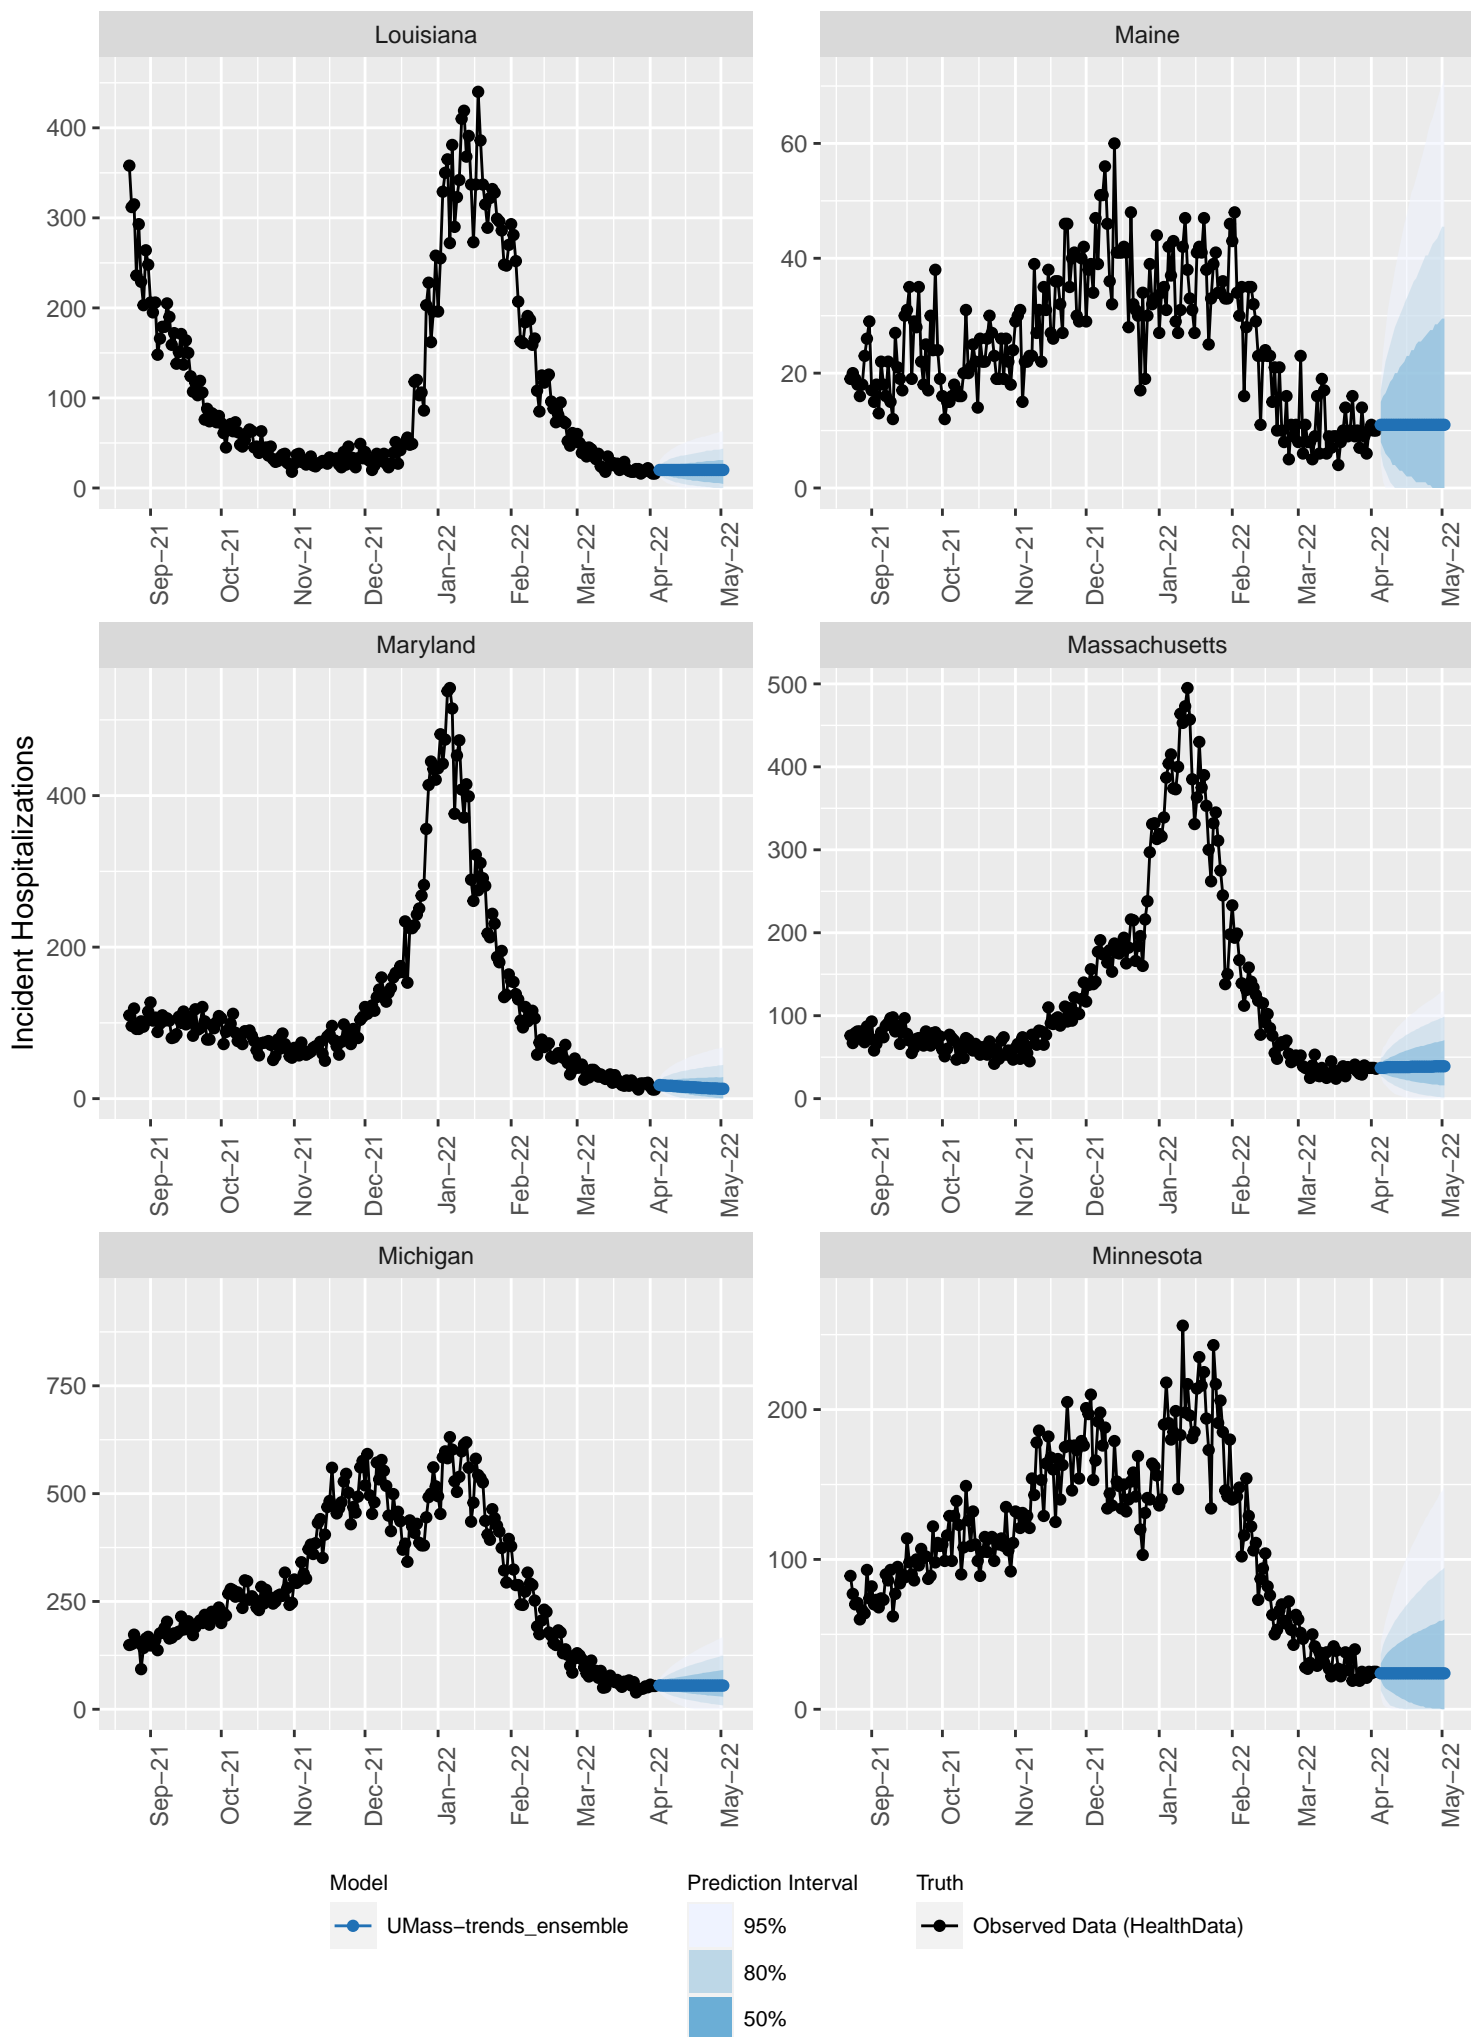 Louisiana
Maine
400
300
200
100
0
60
40
20
0
Sep−21
Oct−21
Nov−21
Dec−21
Jan−22
Feb−22
Mar−22
Apr−22
May−22
Sep−21
Oct−21
Nov−21
Dec−21
Jan−22
Feb−22
Mar−22
Apr−22
May−22
Incident Hospitalizations
Maryland
Massachusetts
400
200
0
500
400
300
200
100
0
Sep−21
Oct−21
Nov−21
Dec−21
Jan−22
Feb−22
Mar−22
Apr−22
May−22
Sep−21
Oct−21
Nov−21
Dec−21
Jan−22
Feb−22
Mar−22
Apr−22
May−22
Michigan
Minnesota
750
500
250
0
200
100
0
Sep−21
Oct−21
Nov−21
Dec−21
Jan−22
Feb−22
Mar−22
Apr−22
May−22
Sep−21
Oct−21
Nov−21
Dec−21
Jan−22
Feb−22
Mar−22
Apr−22
May−22
Model
UMass−trends_ensemble
Prediction Interval
95%
80%
50%
Truth
Observed Data (HealthData)